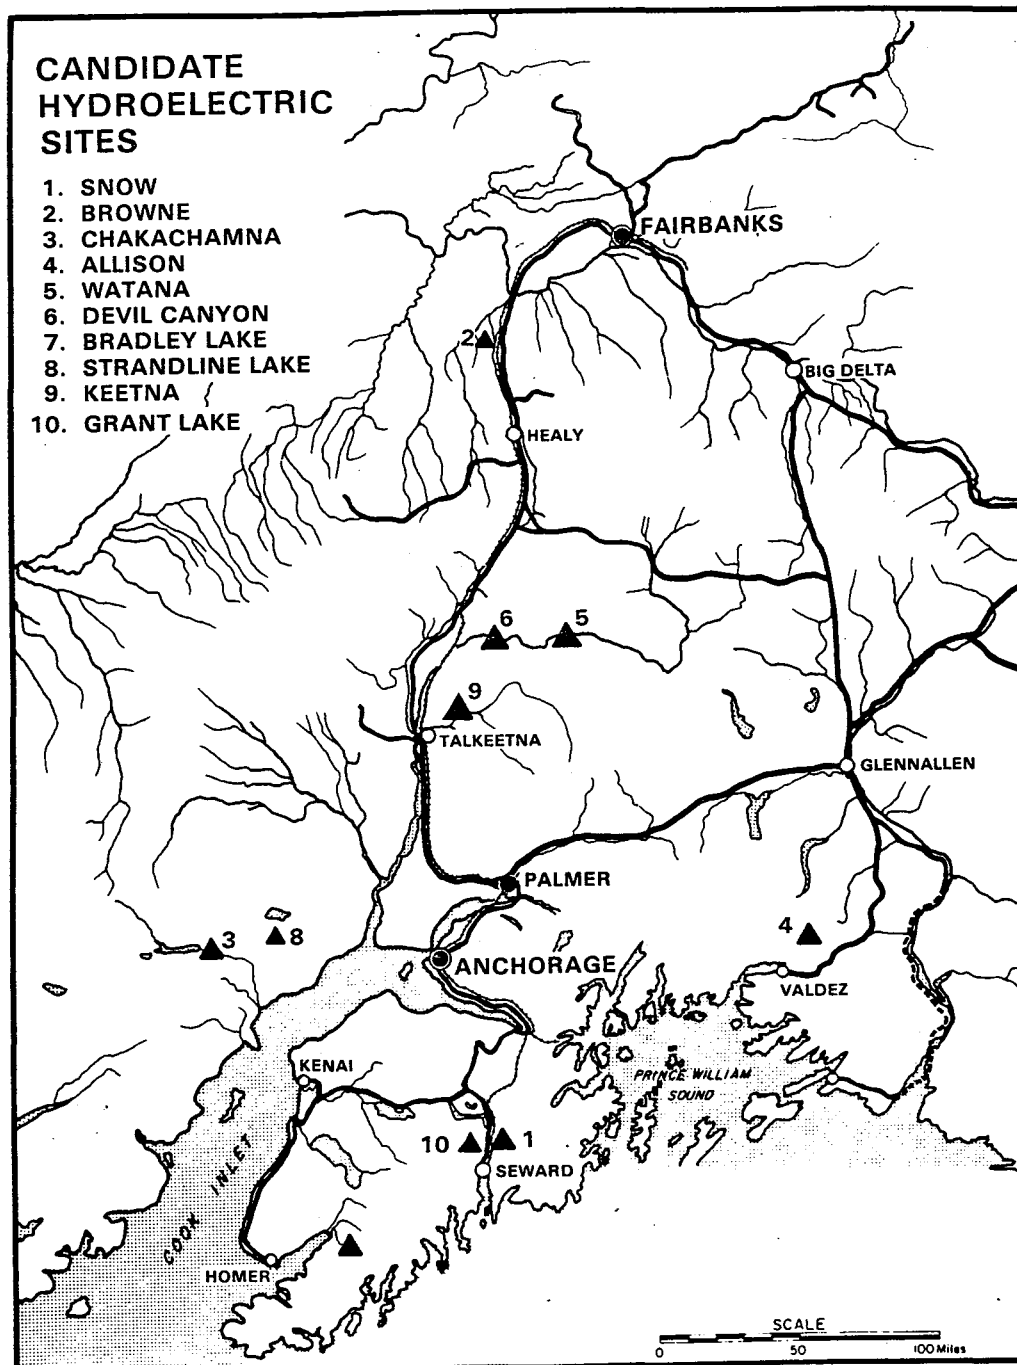 CANDIDATE
HYDROELECTRIC
SITES
1. SNOW
2. BROWNE
3. CHAKACHAMNA
4. ALLISON
5. WATANA
6. DEVIL CANYON
7. BRADLEY LAKE
8. STRANDLINE LAKE
9. KEETNA
10. GRANT LAKE
FAIRBANKS
2
BIG DELTA
HEALY
6
5
9
TALKEETNA
GLENNALLEN
PALMER
3
8
4
ANCHORAGE
VALDEZ
KENAI
PRINCE WILLIAM
SOUND
10
1
SEWARD
COOK INLET
HOMER
SCALE
0 50 100 Miles